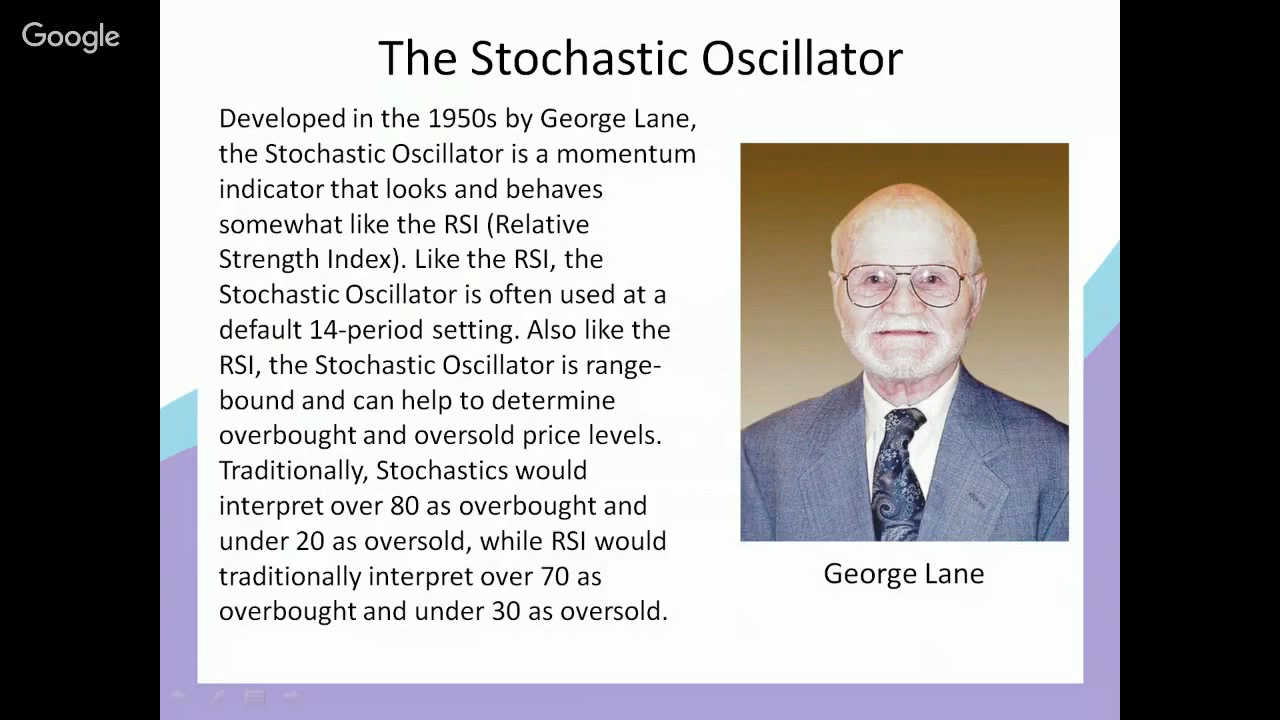 Google
The Stochastic Oscillator
Developed in the 1950s by George Lane,
the Stochastic Oscillator is a momentum
indicator that looks and behaves
somewhat like the RSI (Relative
Strength Index). Like the RSI, the
Stochastic Oscillator is often used at a
default 14-period setting. Also like the
RSI, the Stochastic Oscillator is range-
bound and can help to determine
overbought and oversold price levels.
Traditionally, Stochastics would
interpret over 80 as overbought and
under 20 as oversold, while RSI would
traditionally interpret over 70 as
overbought and under 30 as oversold.
George Lane